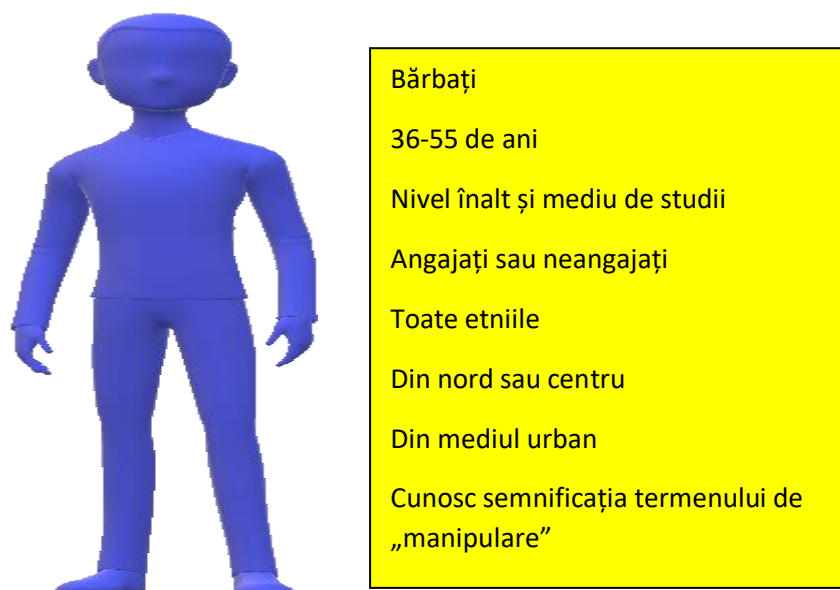 Bărbați
36-55 de ani
Nivel înalt și mediu de studii
Angajați sau neangajați
Toate etniile
Din nord sau centru
Din mediul urban
Cunosc semnificația termenului de
„manipulare”